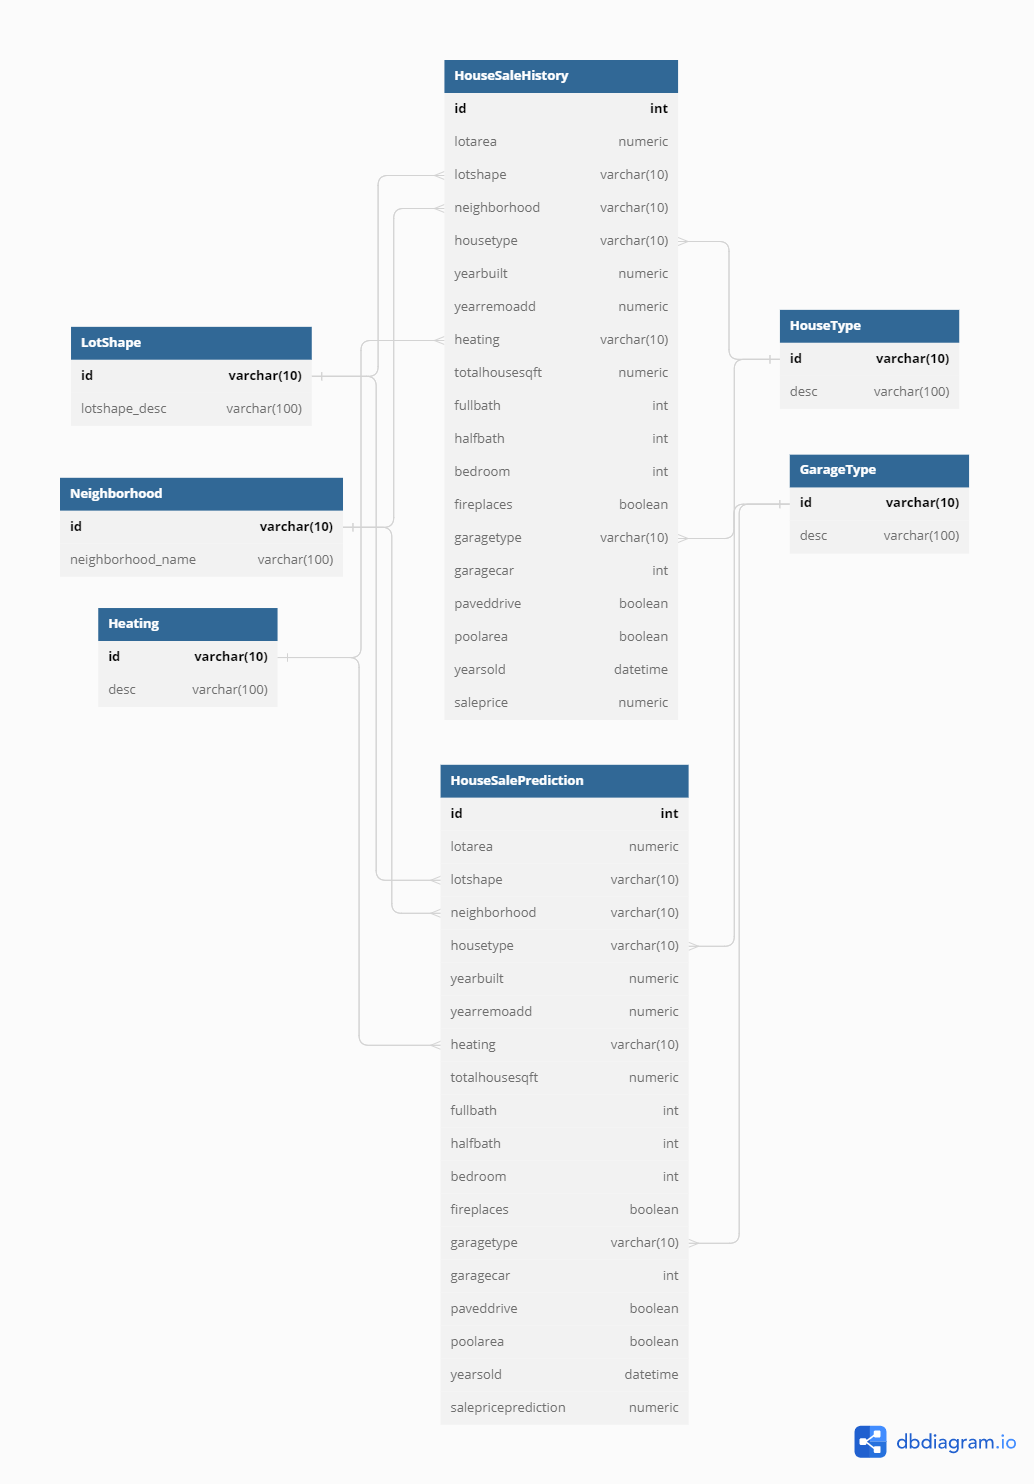 HouseSaleHistory
id int
lotarea numeric
lotshape varchar(10)
neighborhood varchar(10)
housetype varchar(10)
yearbuilt numeric
yearremoadd numeric
heating varchar(10)
totalhousesqft numeric
fullbath int
halfbath int
bedroom int
fireplaces boolean
garagetype varchar(10)
garagecar int
paveddrive boolean
poolarea boolean
yearsold datetime
saleprice numeric
LotShape
id varchar(10)
lotshape_desc varchar(100)
Neighborhood
id varchar(10)
neighborhood_name varchar(100)
Heating
id varchar(10)
desc varchar(100)
HouseType
id varchar(10)
desc varchar(100)
GarageType
id varchar(10)
desc varchar(100)
HouseSalePrediction
id int
lotarea numeric
lotshape varchar(10)
neighborhood varchar(10)
housetype varchar(10)
yearbuilt numeric
yearremoadd numeric
heating varchar(10)
totalhousesqft numeric
fullbath int
halfbath int
bedroom int
fireplaces boolean
garagetype varchar(10)
garagecar int
paveddrive boolean
poolarea boolean
yearsold datetime
salepriceprediction numeric
dbdiagram.io